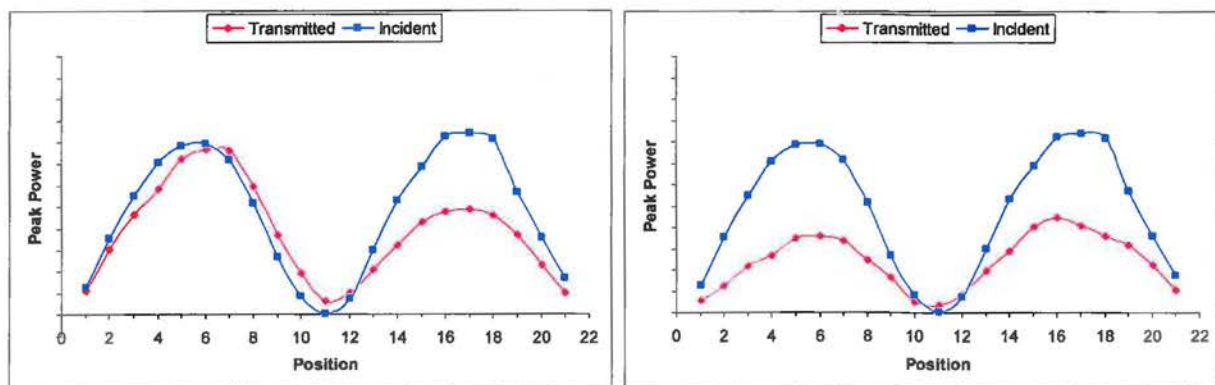 Transmitted Incident
Peak Power
0 2 4 6 8 10 12 14 16 18 20 22
Position
Transmitted Incident
Peak Power
0 2 4 6 8 10 12 14 16 18 20 22
Position